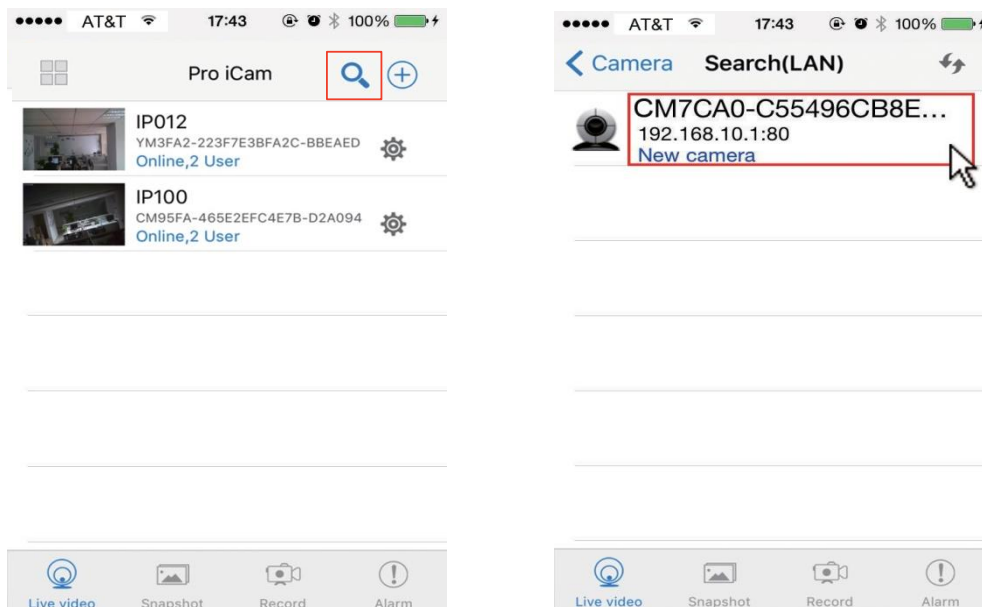 AT&T 17:43 100%
Pro iCam
IP012
YM3FA2-223F7E3BFA2C-BBEAED
Online,2 User
IP100
CM95FA-465E2EFC4E7B-D2A094
Online,2 User
Live video Snapshot Record Alarm
AT&T 17:43 100%
Camera Search(LAN)
CM7CA0-C55496CB8E...
192.168.10.1:80
New camera
Live video Snapshot Record Alarm